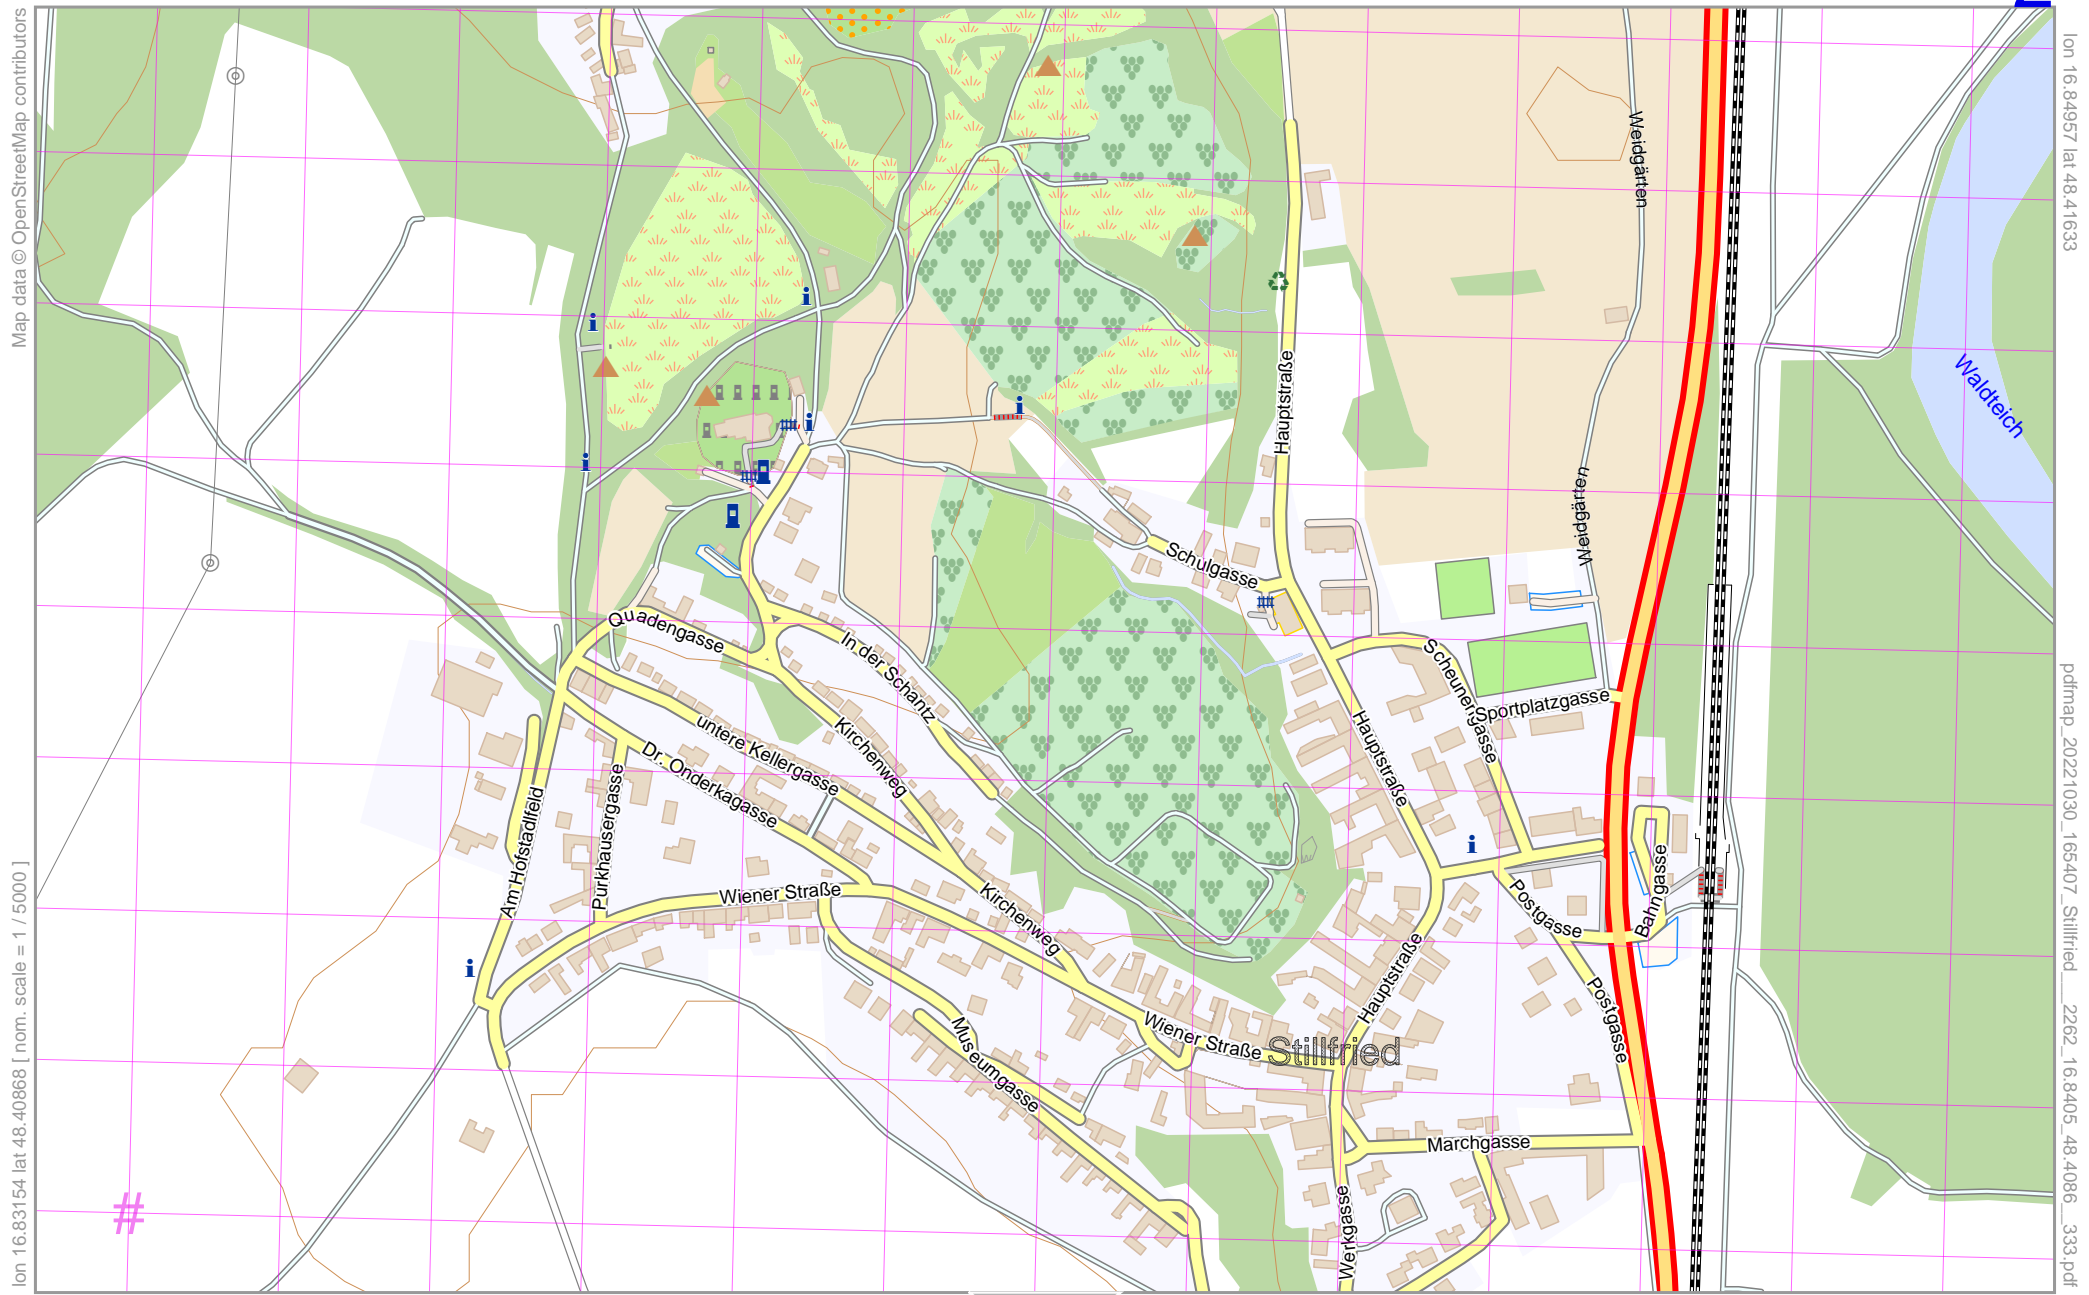 Map data © OpenStreetMap contributors
lon 16.83154 lat 48.40868 [ nom. scale = 1 / 5000 ]
lon 16.84957 lat 48.41633
pdfmap_20221030_165407_Stillfried___2262_16.8405_48.4086__333.pdf
Weidgärten
Waldteich
Hauptstraße
Weidgärten
Schulgasse
Quadengasse
In der Schantz
Scheunengasse
Sportplatzgasse
untere Kellergasse
Kirchenweg
Hauptstraße
Dr. Onderkagasse
Purkhausergasse
Am Hofstadlfeld
Wiener Straße
Kirchenweg
Postgasse
Bahngasse
Hauptstraße
Postgasse
Wiener Straße
Stillfried
Museumgasse
Marchgasse
Werkgasse
#